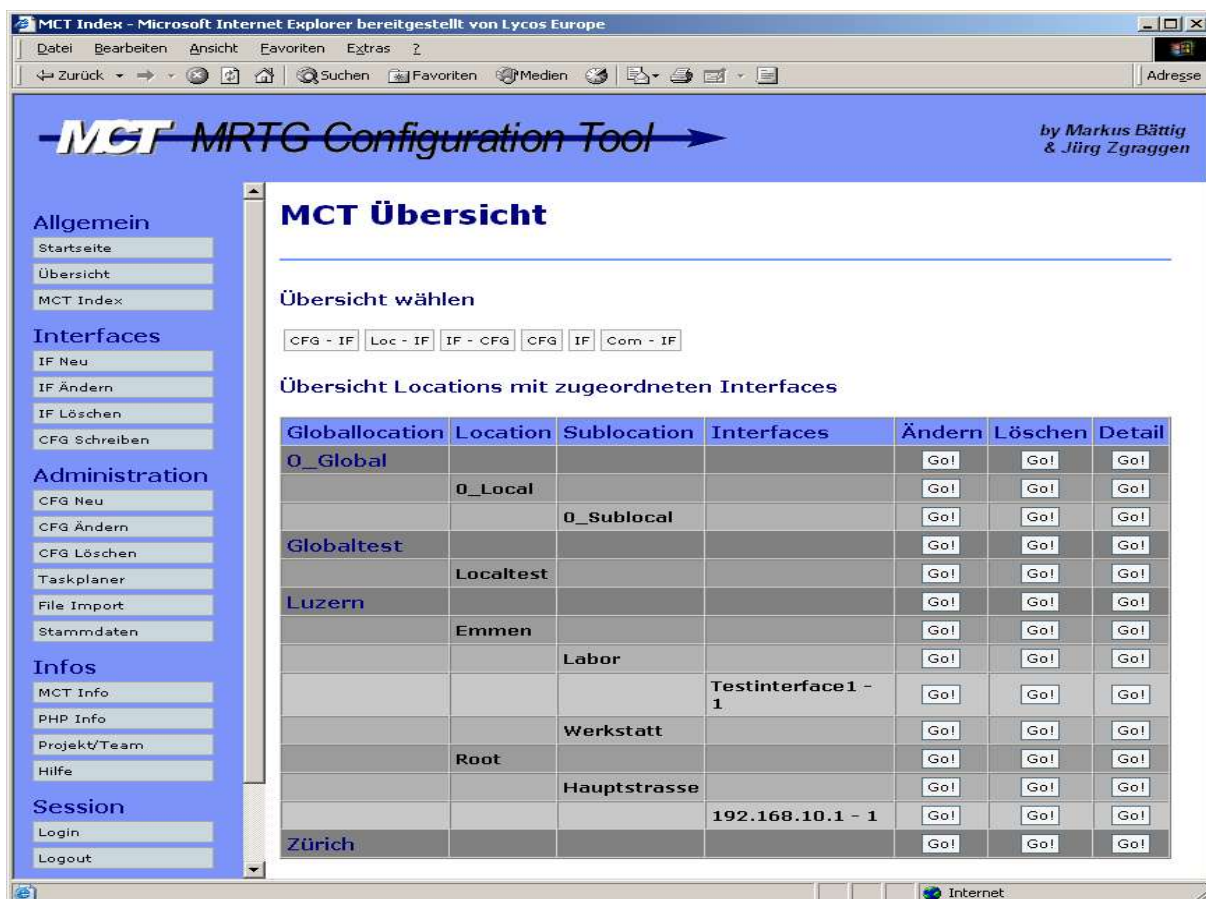 MCT Index - Microsoft Internet Explorer bereitgestellt von Lycos Europe
Datei Bearbeiten Ansicht Favoriten Extras ?
Zurück Suchen Favoriten Medien Adresse
MCT MRTG Configuration Tool
by Markus Bättig
& Jürg Zgraggen
Allgemein
Startseite
Übersicht
MCT Index
Interfaces
IF Neu
IF Ändern
IF Löschen
CFG Schreiben
Administration
CFG Neu
CFG Ändern
CFG Löschen
Taskplaner
File Import
Stammdaten
Infos
MCT Info
PHP Info
Projekt/Team
Hilfe
Session
Login
Logout
MCT Übersicht
Übersicht wählen
CFG - IF Loc - IF IF - CFG CFG IF Com - IF
Übersicht Locations mit zugeordneten Interfaces
Globallocation Location Sublocation Interfaces Ändern Löschen Detail
0_Global Go! Go! Go!
0_Local Go! Go! Go!
0_Sublocal Go! Go! Go!
Globaltest Go! Go! Go!
Localtest Go! Go! Go!
Luzern Go! Go! Go!
Emmen Go! Go! Go!
Labor Go! Go! Go!
Testinterface1 -
1 Go! Go! Go!
Werkstatt Go! Go! Go!
Root Go! Go! Go!
Hauptstrasse Go! Go! Go!
192.168.10.1 - 1 Go! Go! Go!
Zürich Go! Go! Go!
Internet